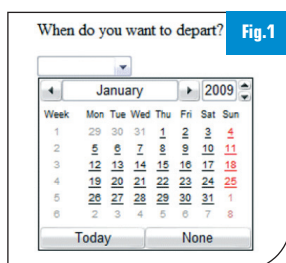 When do you want to depart?
Fig.1
January 2009
Week Mon Tue Wed Thu Fri Sat Sun
1 29 30 31 1 2 3 4
2 5 6 7 8 9 10 11
3 12 13 14 15 16 17 18
4 19 20 21 22 23 24 25
5 26 27 28 29 30 31 1
6 2 3 4 5 6 7 8
Today None